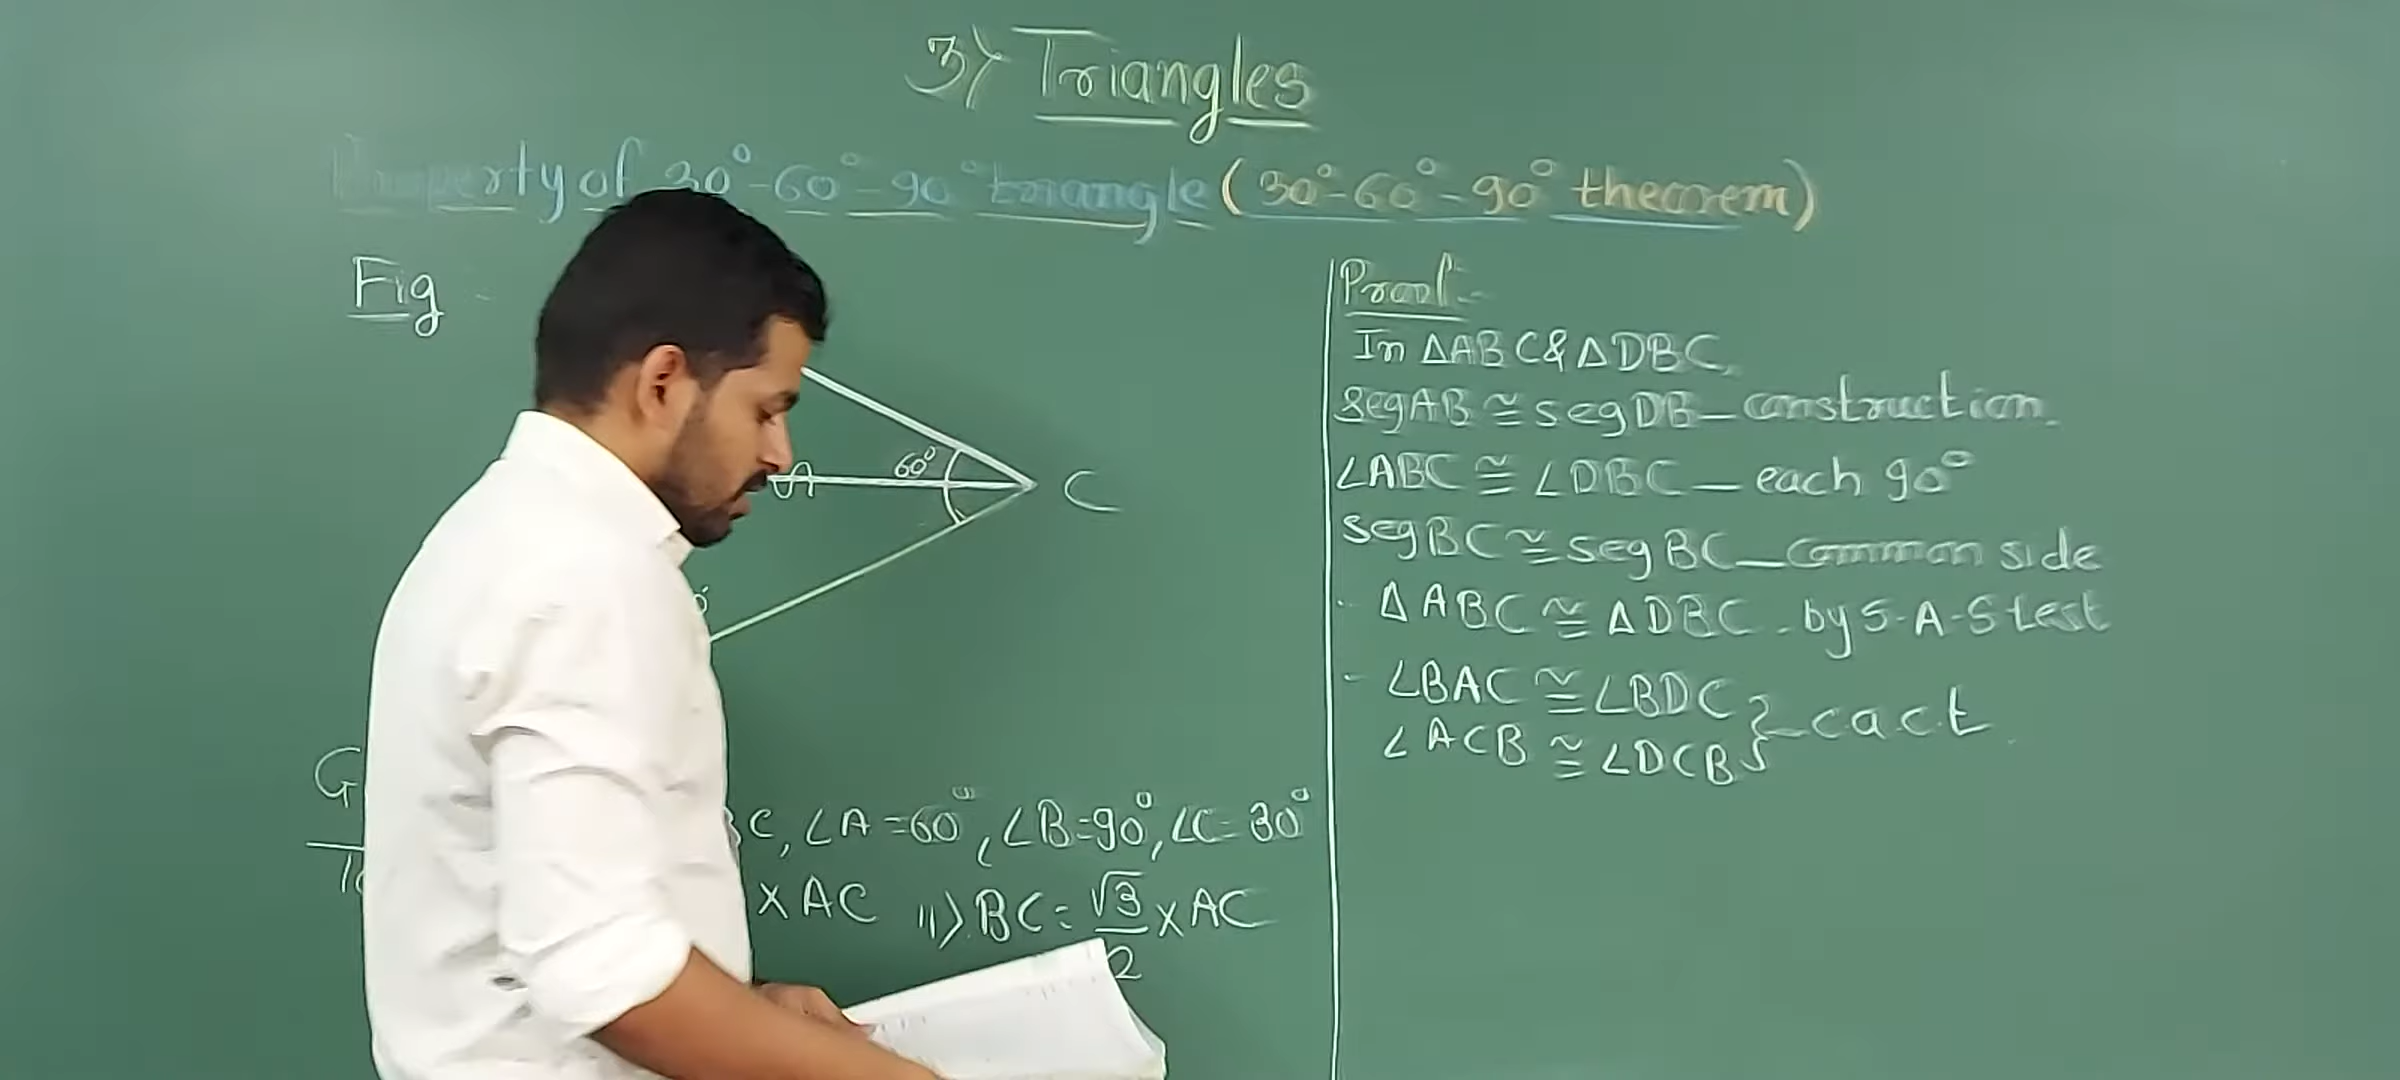 3) Triangles
Property of 30°-60°-90° triangle (30°-60°-90° theorem)
Fig
60°
A
C
C, ∠A=60°, ∠B=90°, ∠C=30°
×AC ii) BC=√3/2×AC
Proof-
In ΔABC & ΔDBC,
seg AB ≅ seg DB — construction.
∠ABC ≅ ∠DBC — each 90°
seg BC ≅ seg BC — common side
ΔABC ≅ ΔDBC - by S-A-S test
∠BAC ≅ ∠BDC
∠ACB ≅ ∠DCB } - c.a.c.t.